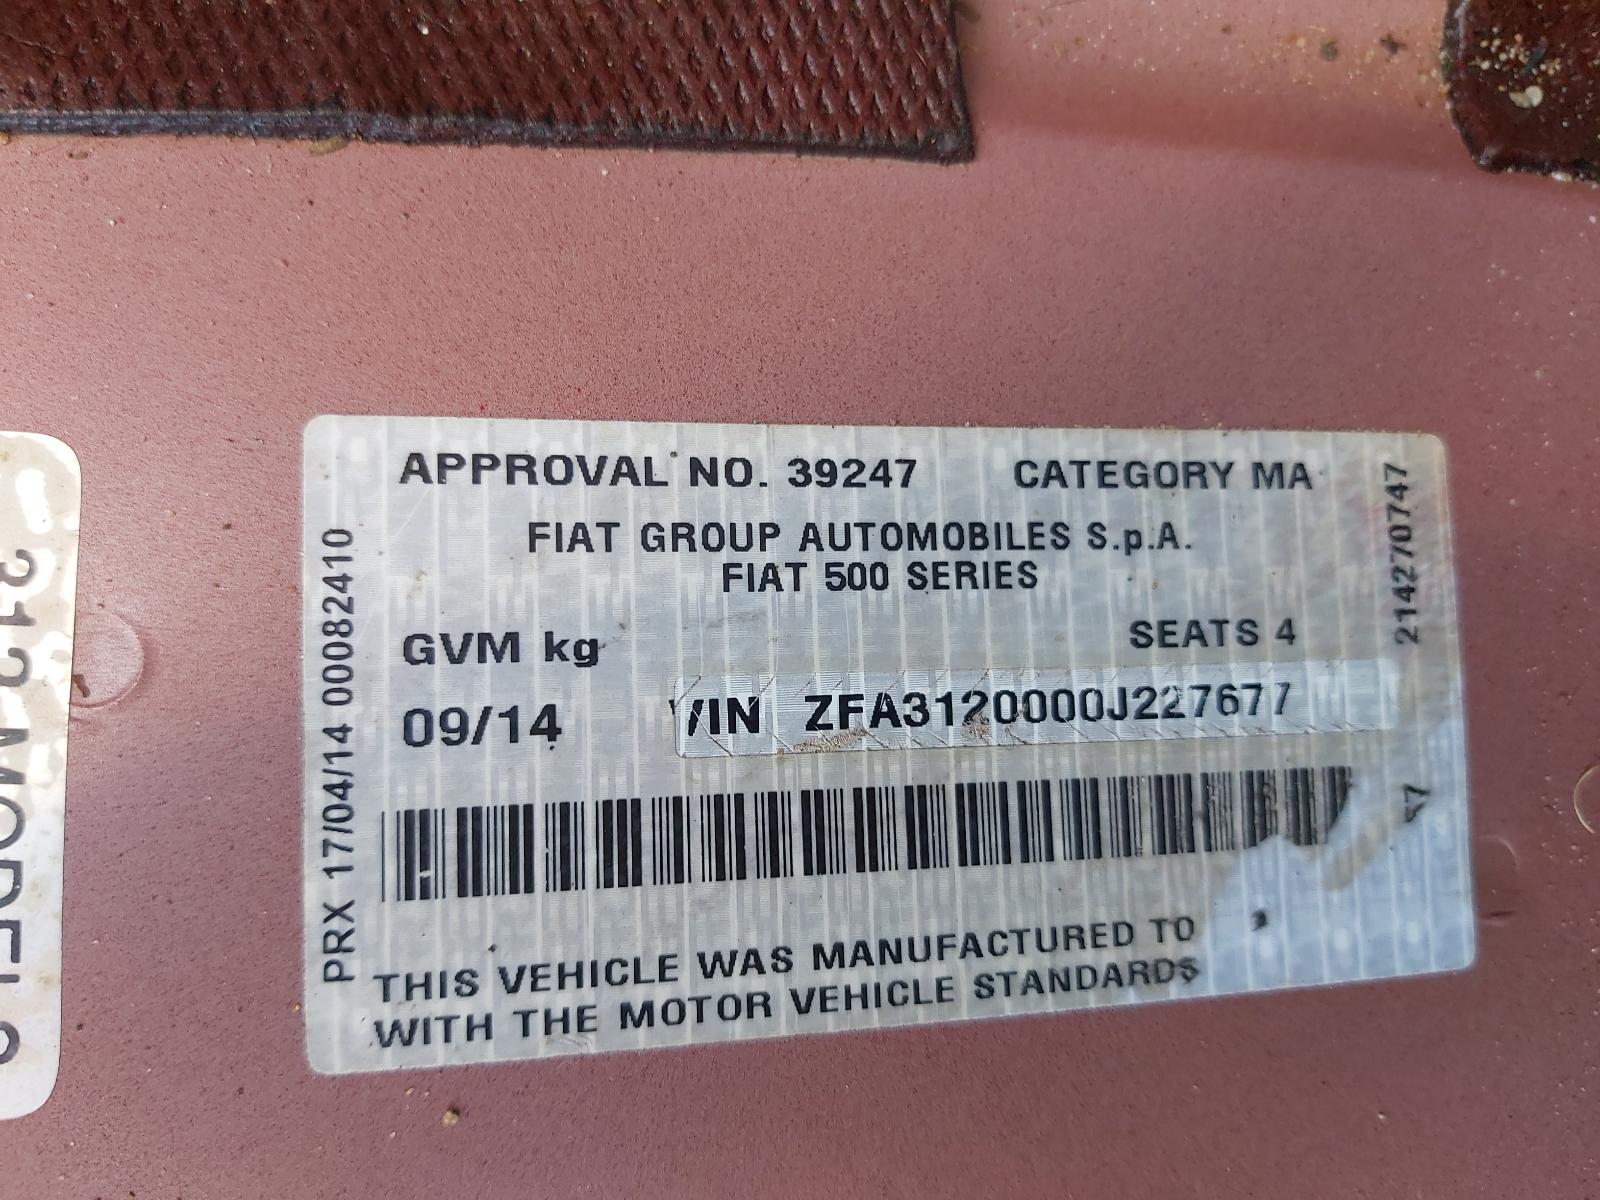 APPROVAL NO. 39247 CATEGORY MA
FIAT GROUP AUTOMOBILES S.p.A.
FIAT 500 SERIES
GVM kg SEATS 4
09/14 VIN ZFA3120000J227677
THIS VEHICLE WAS MANUFACTURED TO
WITH THE MOTOR VEHICLE STANDARDS
PRX 17/04/14 00082410
214270747